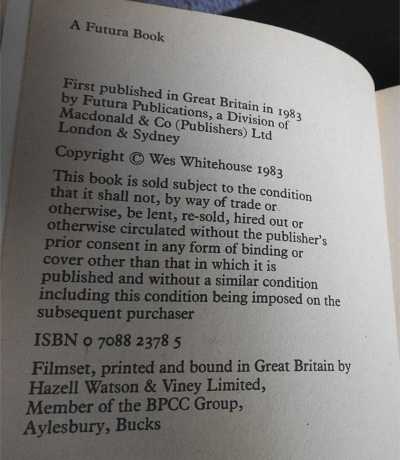 A Futura Book
First published in Great Britain in 1983
by Futura Publications, a Division of
Macdonald & Co (Publishers) Ltd
London & Sydney
Copyright © Wes Whitehouse 1983
This book is sold subject to the condition
that it shall not, by way of trade or
otherwise, be lent, re-sold, hired out or
otherwise circulated without the publisher's
prior consent in any form of binding or
cover other than that in which it is
published and without a similar condition
including this condition being imposed on the
subsequent purchaser
ISBN 0 7088 2378 5
Filmset, printed and bound in Great Britain by
Hazell Watson & Viney Limited,
Member of the BPCC Group,
Aylesbury, Bucks